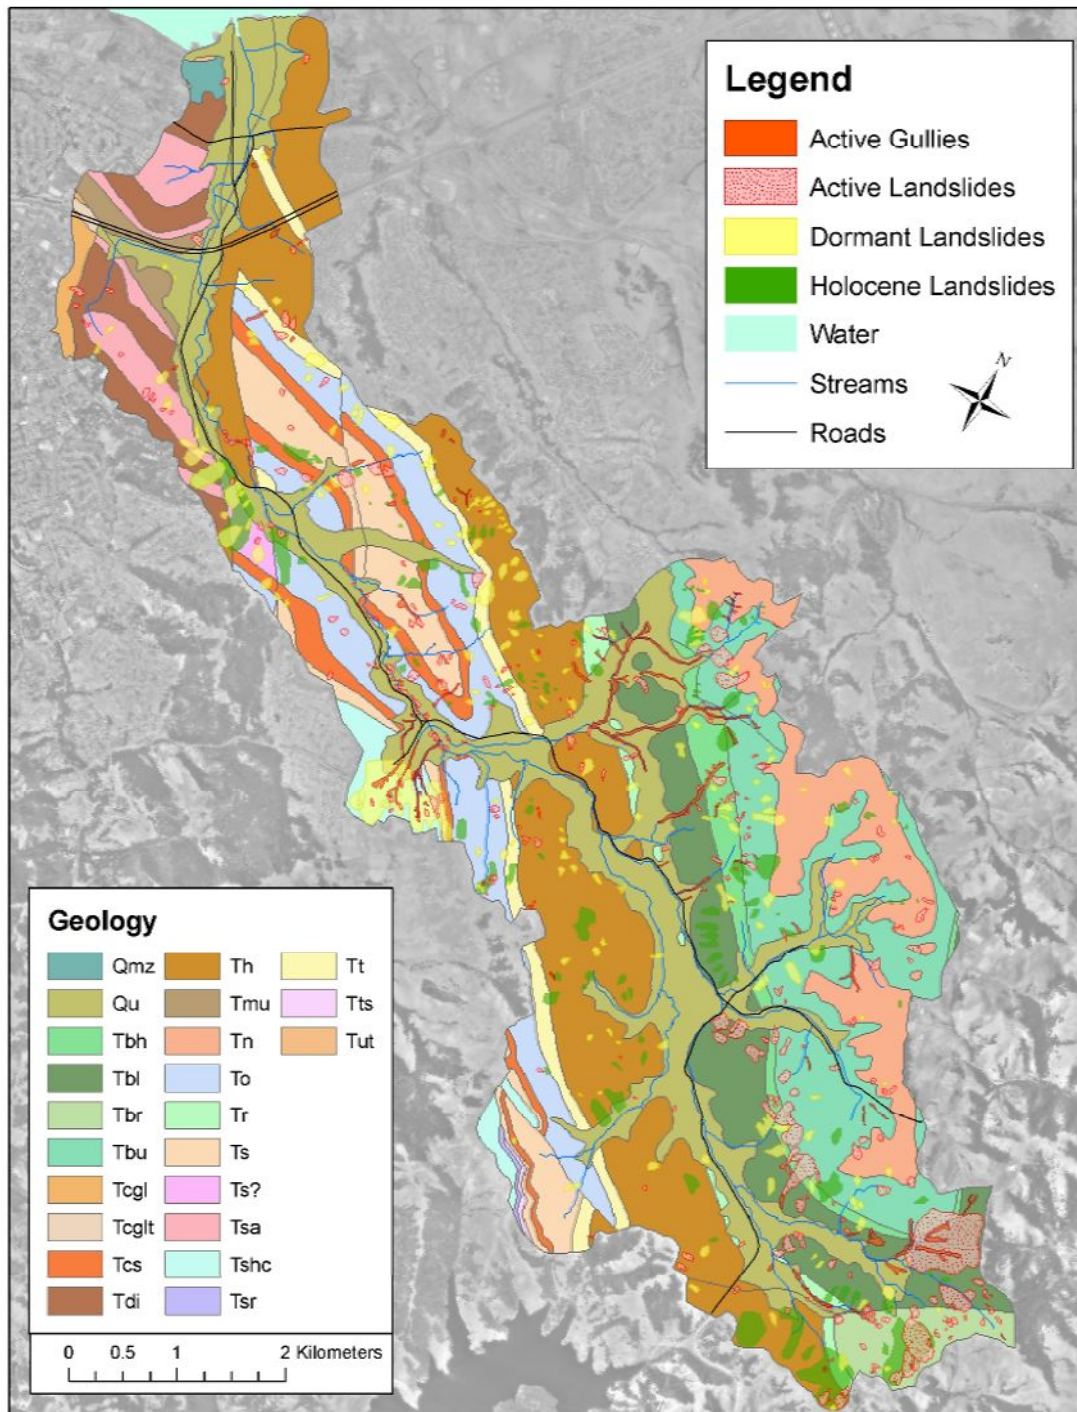 Legend
Active Gullies
Active Landslides
Dormant Landslides
Holocene Landslides
Water
Streams
Roads
N
Geology
Qmz
Qu
Tbh
Tbl
Tbr
Tbu
Tcgl
Tcglt
Tcs
Tdi
Th
Tmu
Tn
To
Tr
Ts
Ts?
Tsa
Tshc
Tsr
Tt
Tts
Tut
0 0.5 1 2 Kilometers